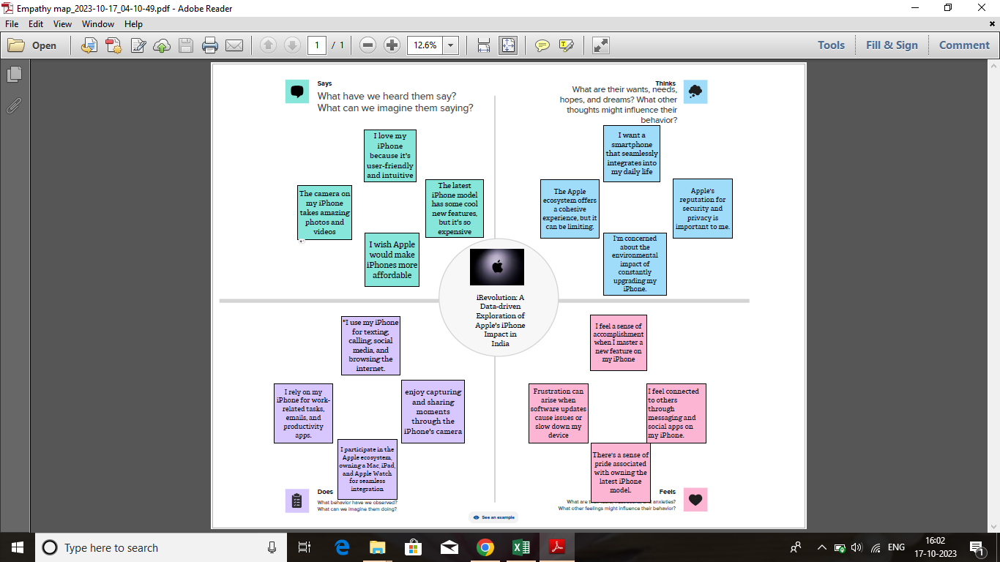 Empathy map_2023-10-17_04-10-49.pdf - Adobe Reader
File Edit View Window Help
Open
1 / 1
12.6%
Tools Fill & Sign Comment
Says
What have we heard them say?
What can we imagine them saying?
Thinks
What are their wants, needs,
hopes, and dreams? What other
thoughts might influence their
behavior?
I love my
iPhone
because it's
user-friendly
and intuitive
The camera on
my iPhone
takes amazing
photos and
videos
The latest
iPhone model
has some cool
new features,
but it's so
expensive
I wish Apple
would make
iPhones more
affordable
I want a
smartphone
that seamlessly
integrates into
my daily life
The Apple
ecosystem offers
a cohesive
experience, but it
can be limiting.
Apple's
reputation for
security and
privacy is
important to me.
I'm concerned
about the
environmental
impact of
constantly
upgrading my
iPhone.
iRevolution: A
Data-driven
Exploration of
Apple's iPhone
Impact in
India
"I use my iPhone
for texting,
calling, social
media, and
browsing the
internet.
I rely on my
iPhone for work-
related tasks,
emails, and
productivity
apps.
enjoy capturing
and sharing
moments
through the
iPhone's camera
I participate in the
Apple ecosystem,
owning a Mac, iPad,
and Apple Watch
for seamless
integration
I feel a sense of
accomplishment
when I master a
new feature on
my iPhone
Frustration can
arise when
software updates
cause issues or
slow down my
device
I feel connected
to others
through
messaging and
social apps on
my iPhone.
There's a sense of
pride associated
with owning the
latest iPhone
model.
Does
What behavior have we observed?
What can we imagine them doing?
Feels
What are anxieties?
What other feelings might influence their behavior?
See an example
Type here to search
ENG
16:02
17-10-2023
1